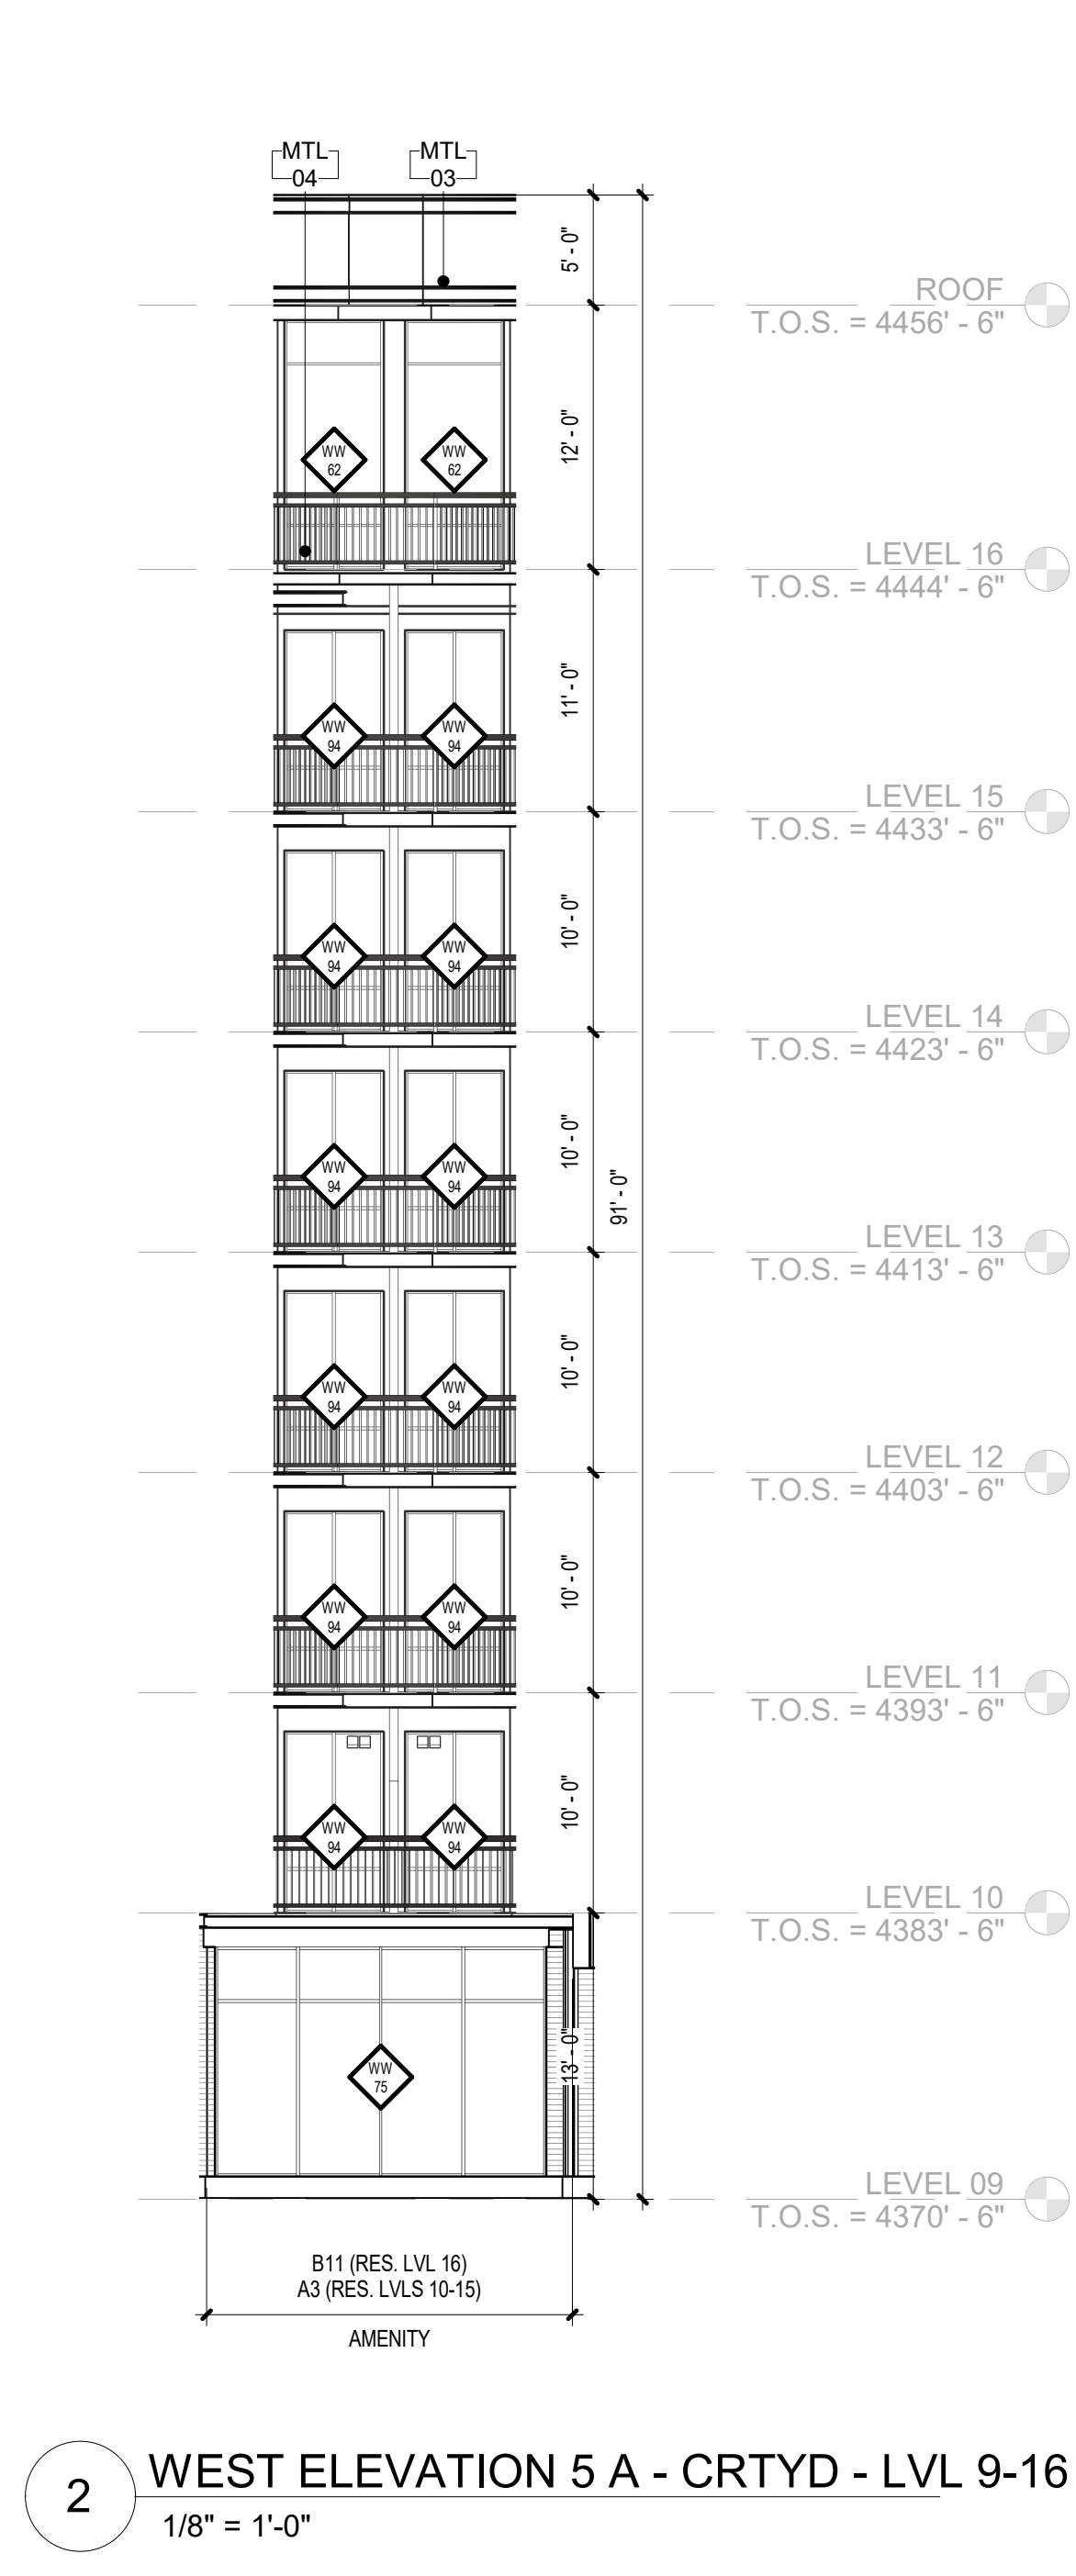 MTL
04
MTL
03
5' - 0"
ROOF
T.O.S. = 4456' - 6"
12' - 0"
WW
62
WW
62
LEVEL 16
T.O.S. = 4444' - 6"
11' - 0"
WW
94
WW
94
LEVEL 15
T.O.S. = 4433' - 6"
10' - 0"
WW
94
WW
94
LEVEL 14
T.O.S. = 4423' - 6"
10' - 0"
WW
94
WW
94
91' - 0"
LEVEL 13
T.O.S. = 4413' - 6"
10' - 0"
WW
94
WW
94
LEVEL 12
T.O.S. = 4403' - 6"
10' - 0"
WW
94
WW
94
LEVEL 11
T.O.S. = 4393' - 6"
10' - 0"
WW
94
WW
94
LEVEL 10
T.O.S. = 4383' - 6"
13' - 0"
WW
75
LEVEL 09
T.O.S. = 4370' - 6"
B11 (RES. LVL 16)
A3 (RES. LVLS 10-15)
AMENITY
2
WEST ELEVATION 5 A - CRTYD - LVL 9-16
1/8" = 1'-0"